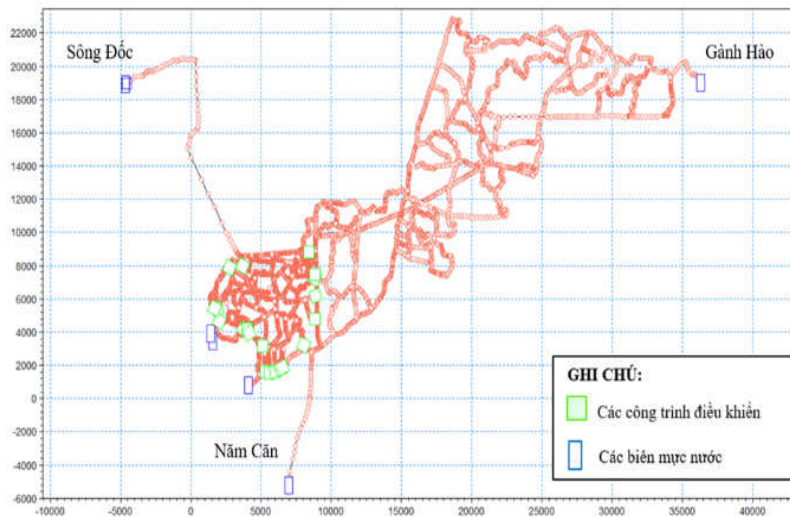 22000
20000
18000
16000
14000
12000
10000
8000
6000
4000
2000
0
-2000
-4000
-6000
Sông Đốc
Gành Hào
Năm Căn
GHI CHÚ:
Các công trình điều khiển
Các biên mực nước
-10000 -5000 0 5000 10000 15000 20000 25000 30000 35000 40000